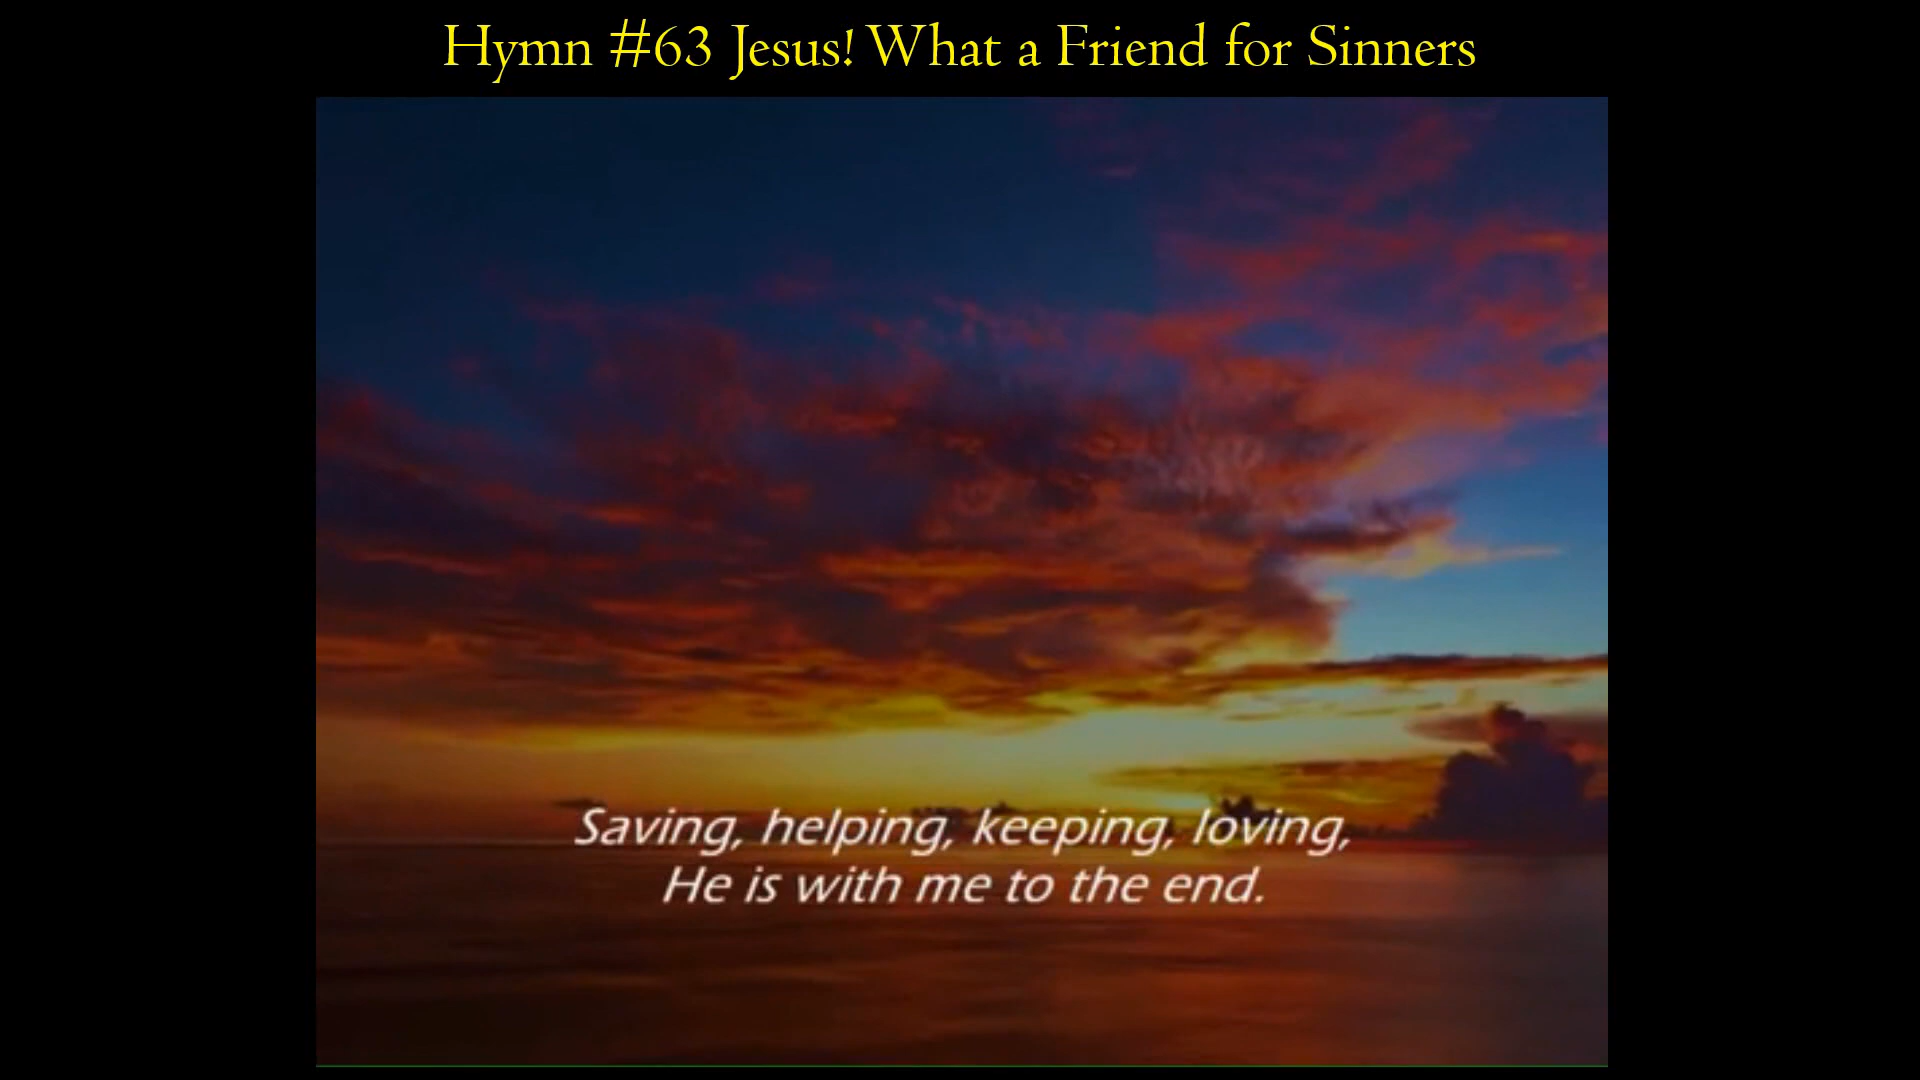 Hymn #63 Jesus! What a Friend for Sinners
Saving, helping, keeping, loving,
He is with me to the end.